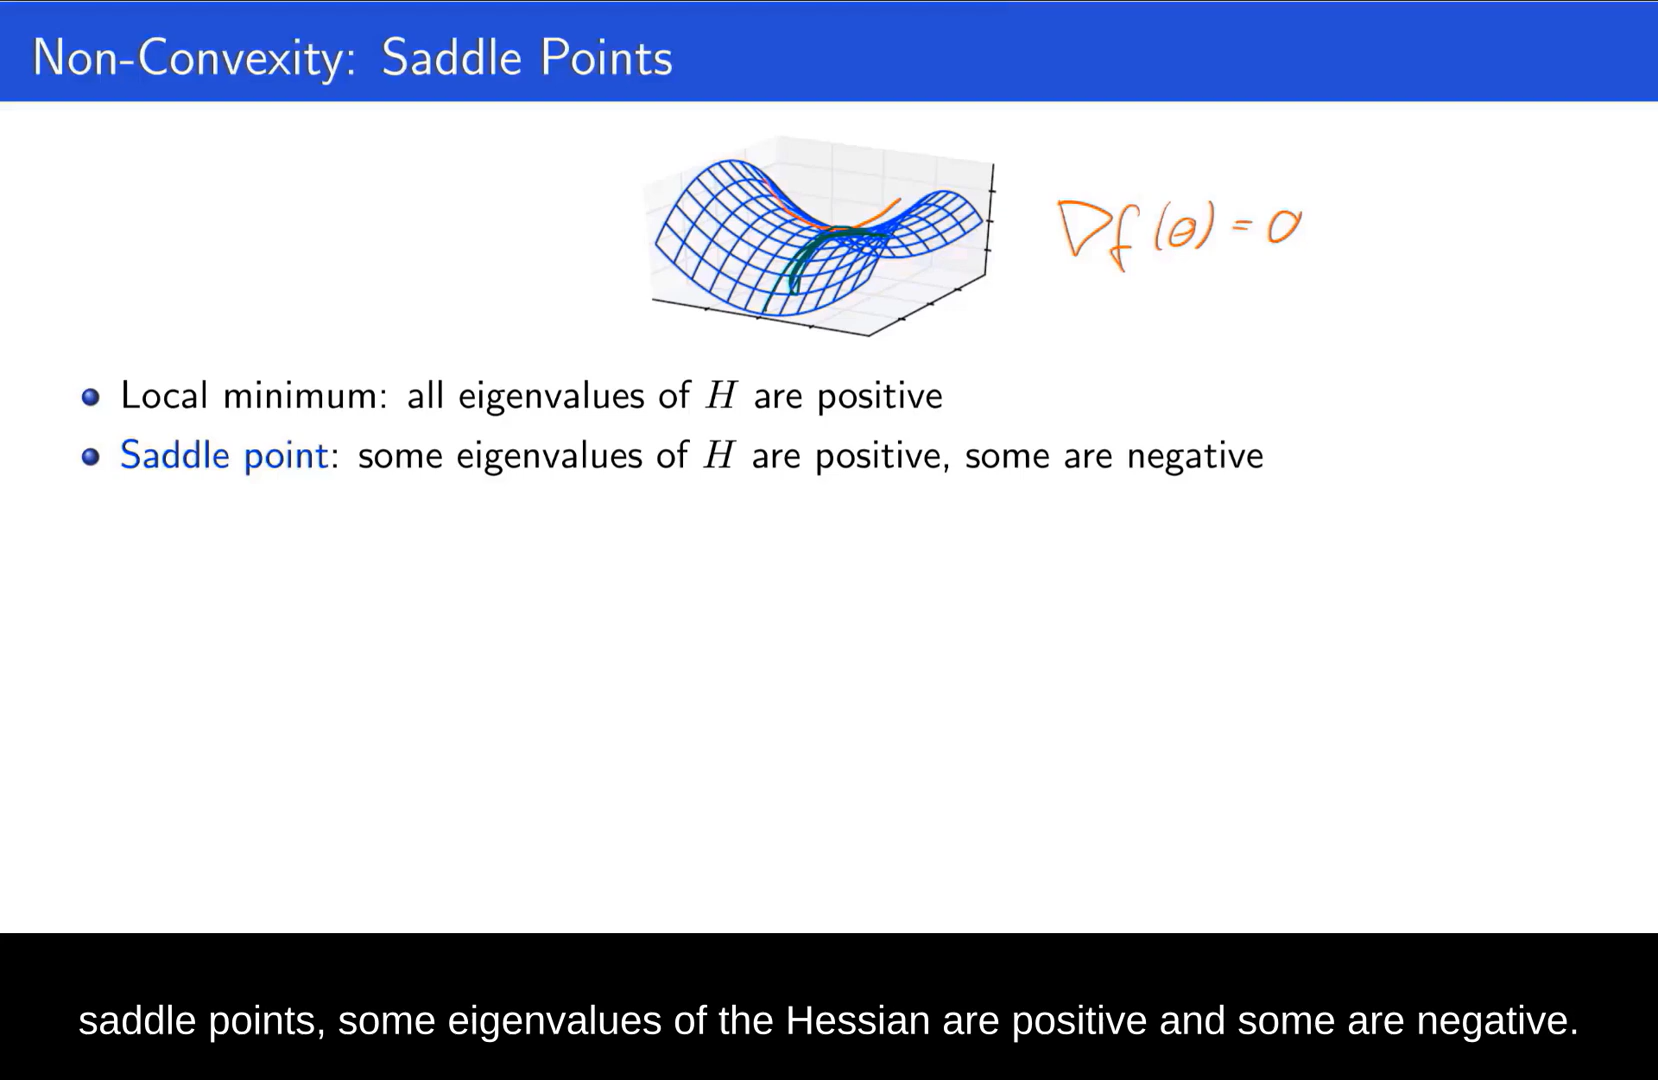 Non-Convexity: Saddle Points
∇f(θ) = 0
Local minimum: all eigenvalues of H are positive
Saddle point: some eigenvalues of H are positive, some are negative
saddle points, some eigenvalues of the Hessian are positive and some are negative.